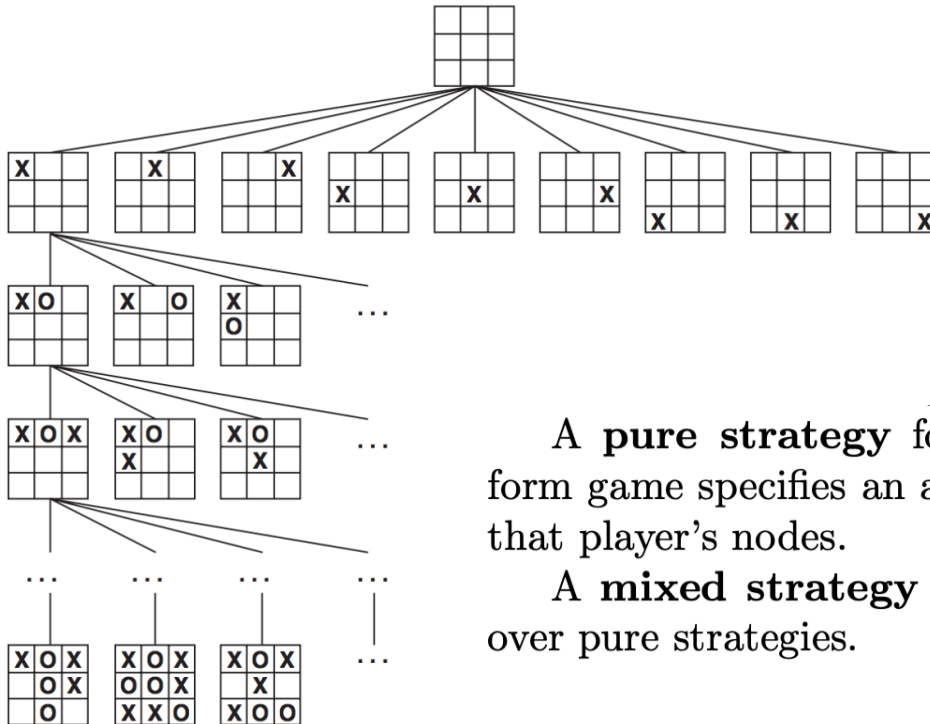 X X X
X X X
X X X
X O X O X ...
O
X O X X O X O ...
X X
... ... ... ...
X O X X O X X O X ...
O X O O X X
O X X O X O O
A pure strategy
form game specifies an
that player's nodes.
A mixed strategy
over pure strategies.